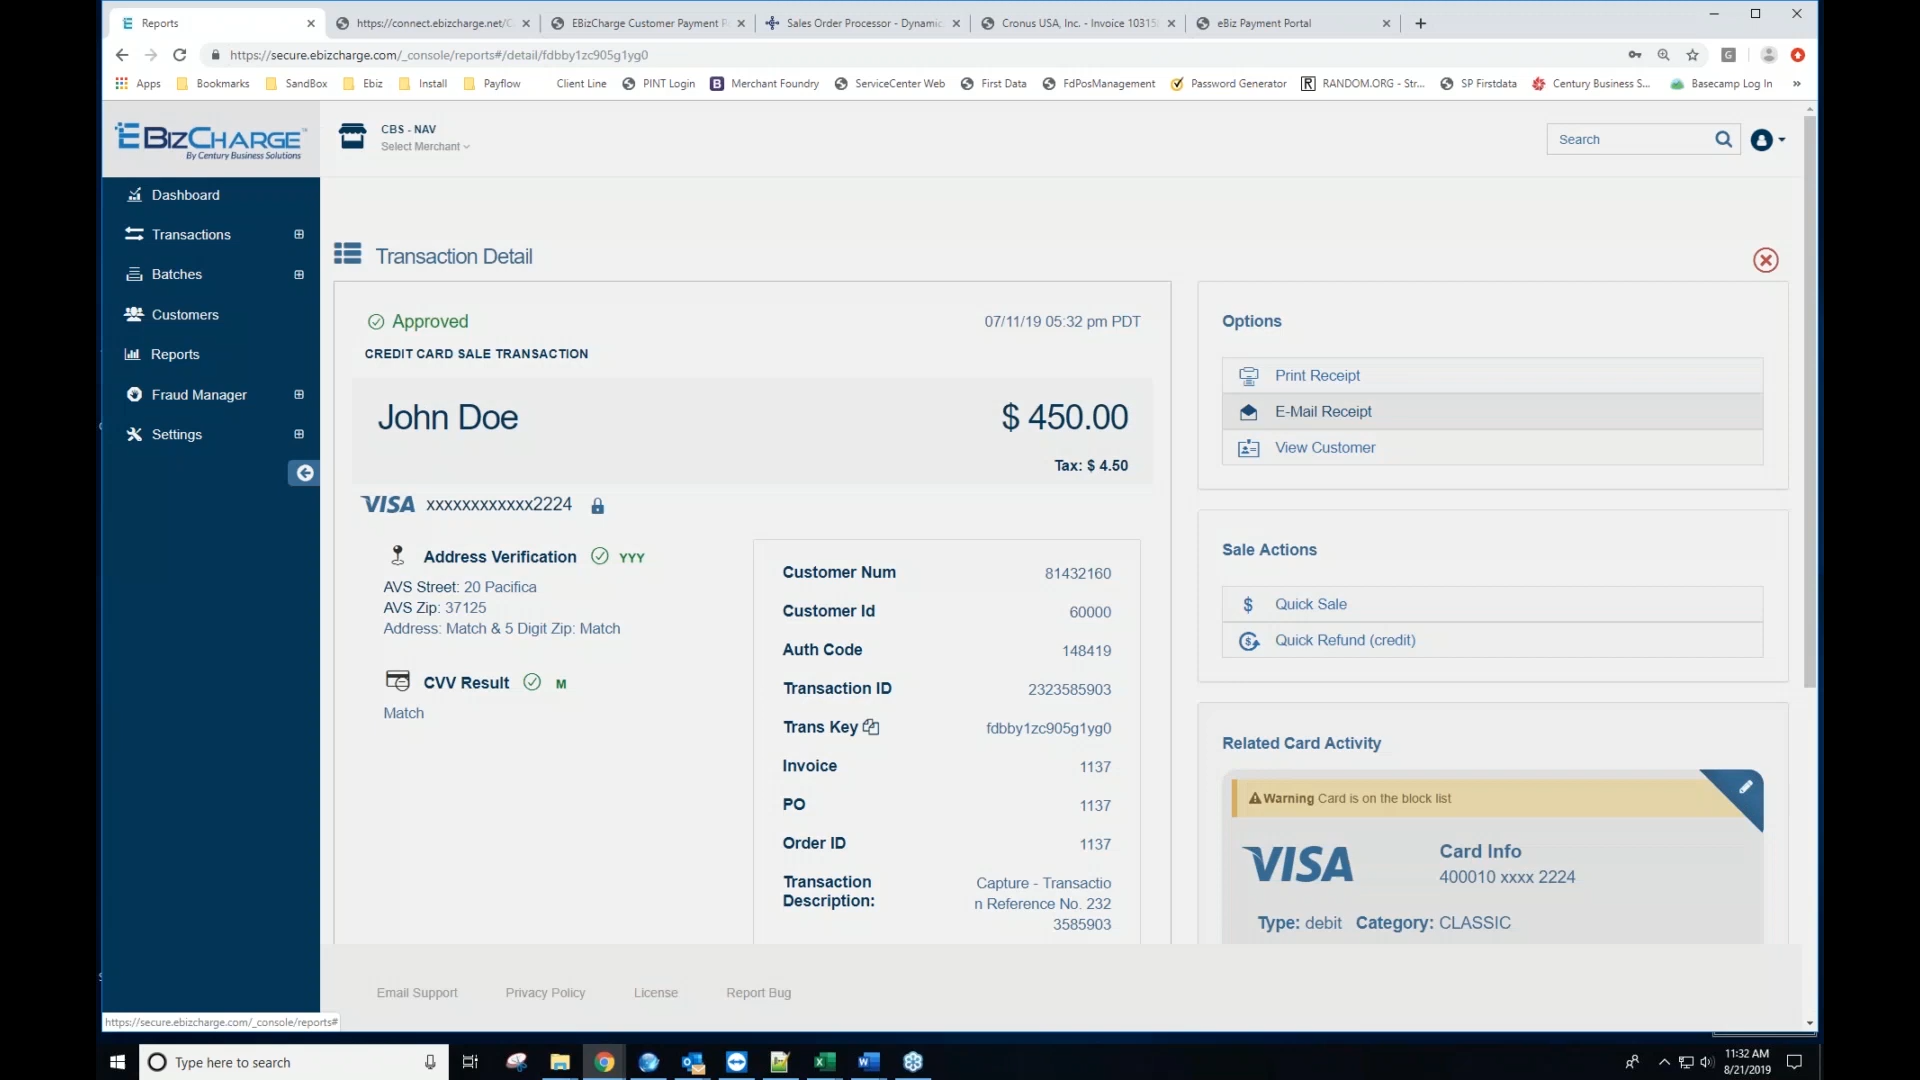 Reports
https://connect.ebizcharge.net/C
EBizCharge Customer Payment R
Sales Order Processor - Dynamic
Cronus USA, Inc. - Invoice 10315
eBiz Payment Portal
https://secure.ebizcharge.com/_console/reports#/detail/fdbby1zc905g1yg0
Apps
Bookmarks
SandBox
Ebiz
Install
Payflow
Client Line
PINT Login
Merchant Foundry
ServiceCenter Web
First Data
FdPosManagement
Password Generator
RANDOM.ORG - Str...
SP Firstdata
Century Business S...
Basecamp Log In
»
EBizCharge
By Century Business Solutions
CBS - NAV
Select Merchant
Search
Dashboard
Transactions
Batches
Customers
Reports
Fraud Manager
Settings
Transaction Detail
Approved
07/11/19 05:32 pm PDT
CREDIT CARD SALE TRANSACTION
John Doe
$ 450.00
Tax: $ 4.50
VISA xxxxxxxxxxxx2224
Address Verification YYY
AVS Street: 20 Pacifica
AVS Zip: 37125
Address: Match & 5 Digit Zip: Match
CVV Result M
Match
Customer Num 81432160
Customer Id 60000
Auth Code 148419
Transaction ID 2323585903
Trans Key fdbby1zc905g1yg0
Invoice 1137
PO 1137
Order ID 1137
Transaction Description: Capture - Transactio
n Reference No. 232
3585903
Options
Print Receipt
E-Mail Receipt
View Customer
Sale Actions
Quick Sale
Quick Refund (credit)
Related Card Activity
Warning Card is on the block list
VISA
Card Info
400010 xxxx 2224
Type: debit Category: CLASSIC
Email Support
Privacy Policy
License
Report Bug
https://secure.ebizcharge.com/_console/reports#
Type here to search
11:32 AM
8/21/2019